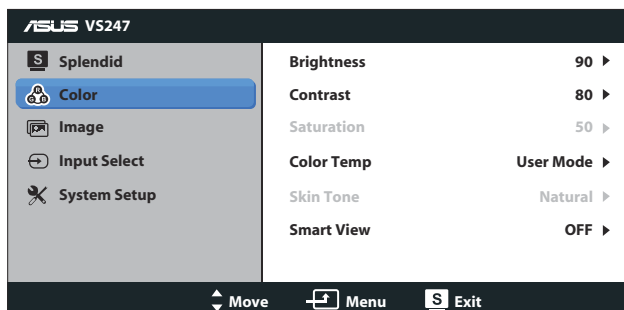 ASUS VS247
S Splendid
R G B Color
Image
Input Select
System Setup
Brightness 90
Contrast 80
Saturation 50
Color Temp User Mode
Skin Tone Natural
Smart View OFF
Move Menu S Exit